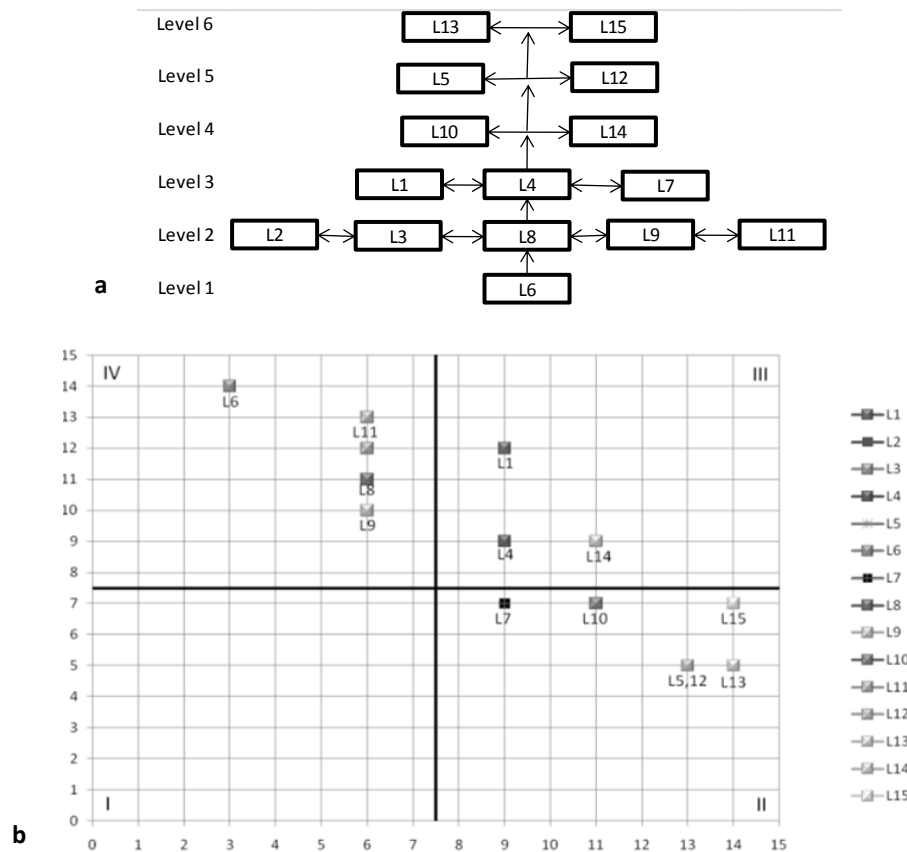 Level 6 L13 L15
Level 5 L5 L12
Level 4 L10 L14
Level 3 L1 L4 L7
Level 2 L2 L3 L8 L9 L11
a Level 1 L6
15
IV III
14
L6
13
L11
12
L1
11
L8
10
L9
9
L4 L14
8
7
L7 L10 L15
6
5
L5,12 L13
4
3
2
1
I II
0
b
0 1 2 3 4 5 6 7 8 9 10 11 12 13 14 15
L1
L2
L3
L4
L5
L6
L7
L8
L9
L10
L11
L12
L13
L14
L15